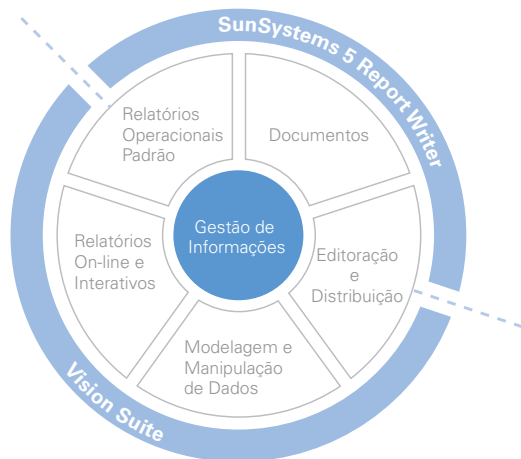 SunSystems 5 Report Writer
Relatórios
Operacionais
Padrão
Documentos
Gestão de
Informações
Relatórios
On-line e
Interativos
Editoração
e
Distribuição
Modelagem e
Manipulação
de Dados
Vision Suite